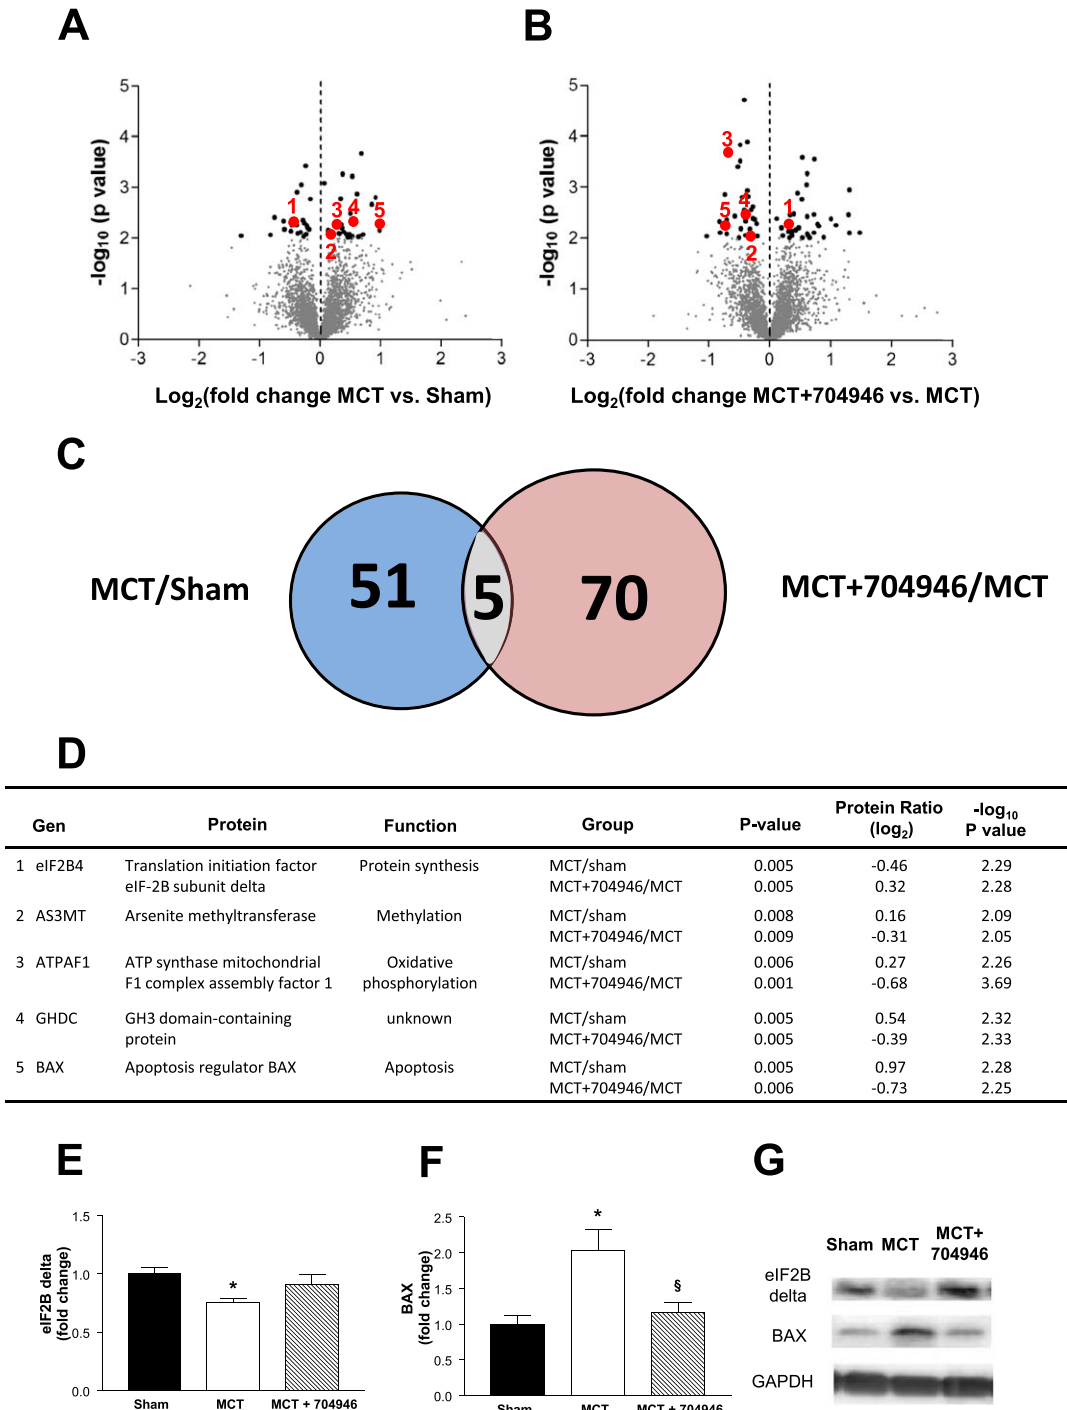 A
B
5
4
3
2
1
0
-log10 (p value)
1
2
3
4
5
-3
-2
-1
0
1
2
3
Log2(fold change MCT vs. Sham)
5
4
3
2
1
0
-log10 (p value)
3
4
5
2
1
-3
-2
-1
0
1
2
3
Log2(fold change MCT+704946 vs. MCT)
C
MCT/Sham
51
5
70
MCT+704946/MCT
D
Gen Protein Function Group P-value Protein Ratio (log2) -log10 P value
1 eIF2B4 Translation initiation factor Protein synthesis MCT/sham 0.005 -0.46 2.29
eIF-2B subunit delta MCT+704946/MCT 0.005 0.32 2.28
2 AS3MT Arsenite methyltransferase Methylation MCT/sham 0.008 0.16 2.09
MCT+704946/MCT 0.009 -0.31 2.05
3 ATPAF1 ATP synthase mitochondrial Oxidative MCT/sham 0.006 0.27 2.26
F1 complex assembly factor 1 phosphorylation MCT+704946/MCT 0.001 -0.68 3.69
4 GHDC GH3 domain-containing unknown MCT/sham 0.005 0.54 2.32
protein MCT+704946/MCT 0.005 -0.39 2.33
5 BAX Apoptosis regulator BAX Apoptosis MCT/sham 0.005 0.97 2.28
MCT+704946/MCT 0.006 -0.73 2.25
E
eIF2B delta
(fold change)
1.5
1.0
0.5
0.0
*
Sham
MCT
MCT + 704946
F
BAX
(fold change)
2.5
2.0
1.5
1.0
0.5
0.0
*
§
Sham
MCT
MCT + 704946
G
Sham MCT MCT+
704946
eIF2B
delta
BAX
GAPDH